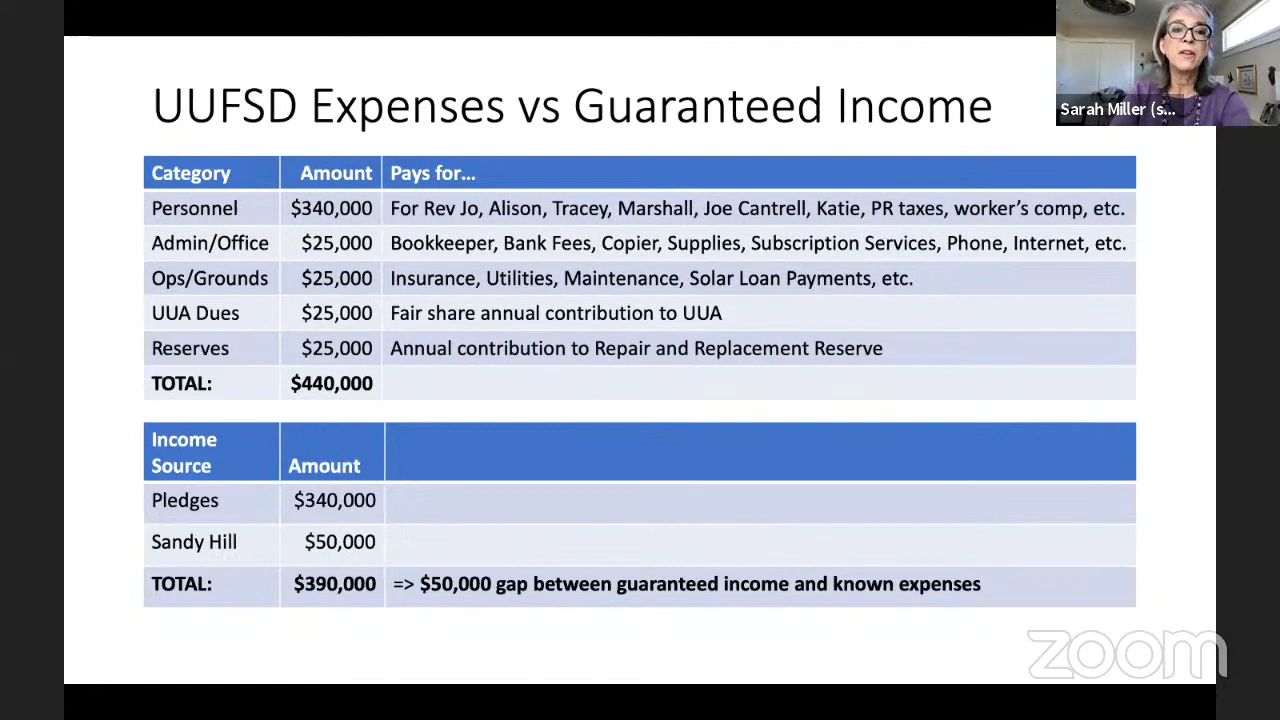 UUFSD Expenses vs Guaranteed Income
Sarah Miller (s...
Category Amount Pays for...
Personnel $340,000 For Rev Jo, Alison, Tracey, Marshall, Joe Cantrell, Katie, PR taxes, worker's comp, etc.
Admin/Office $25,000 Bookkeeper, Bank Fees, Copier, Supplies, Subscription Services, Phone, Internet, etc.
Ops/Grounds $25,000 Insurance, Utilities, Maintenance, Solar Loan Payments, etc.
UUA Dues $25,000 Fair share annual contribution to UUA
Reserves $25,000 Annual contribution to Repair and Replacement Reserve
TOTAL: $440,000
Income
Source Amount
Pledges $340,000
Sandy Hill $50,000
TOTAL: $390,000 => $50,000 gap between guaranteed income and known expenses
zoom